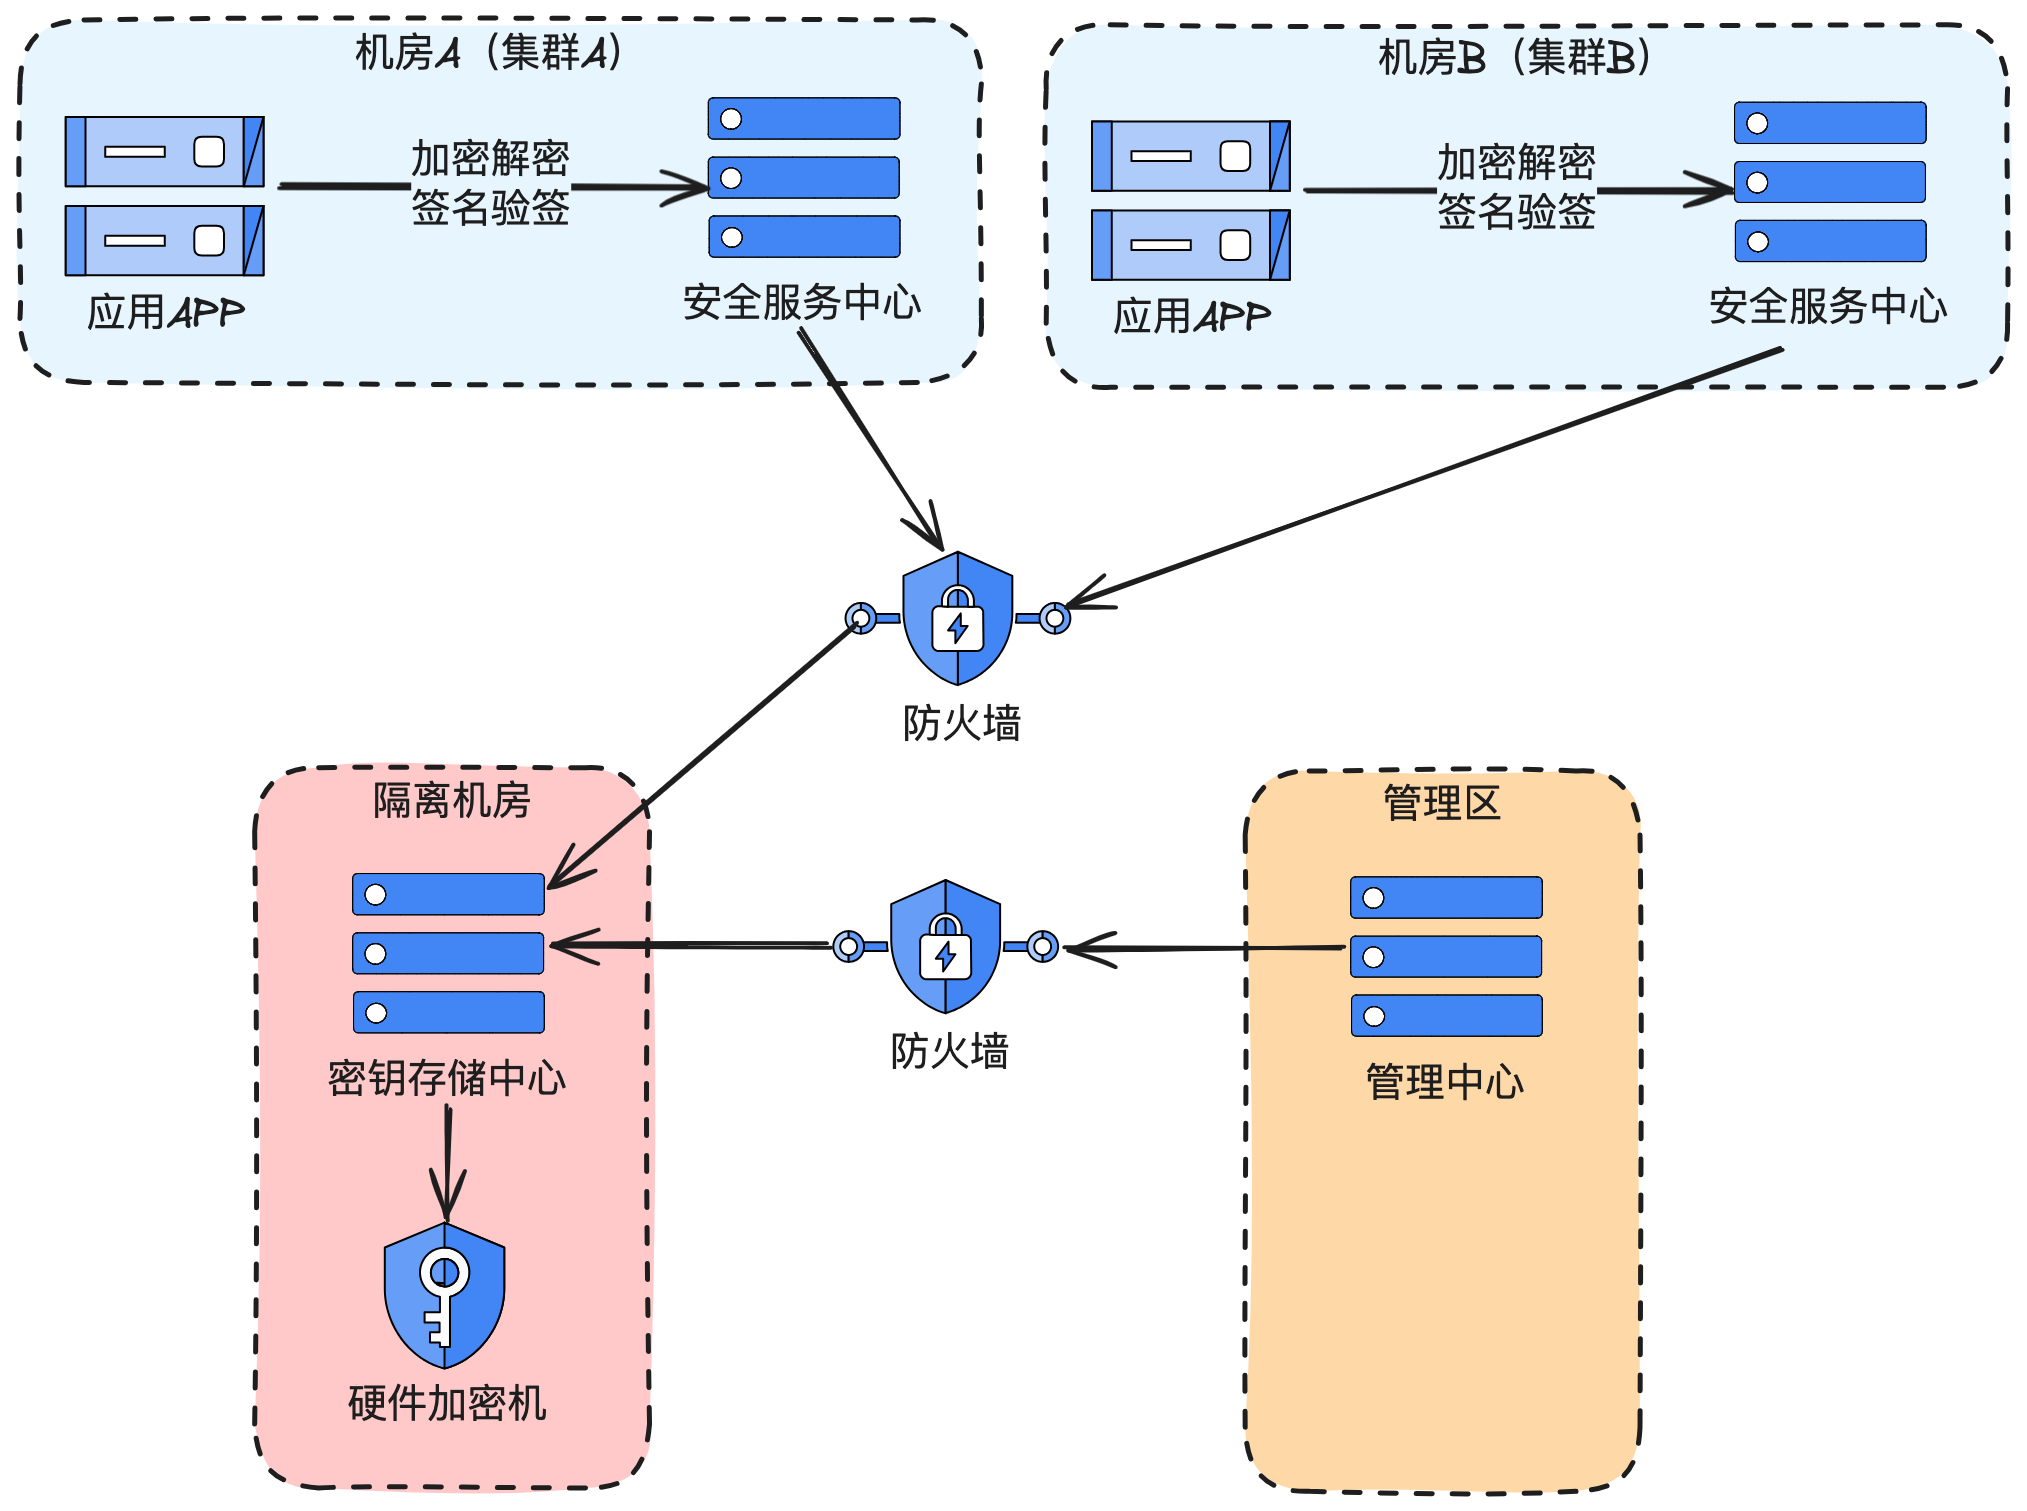 机房A（集群A）
机房B（集群B）
加密解密
签名验签
加密解密
签名验签
应用APP
安全服务中心
应用APP
安全服务中心
防火墙
隔离机房
管理区
防火墙
密钥存储中心
管理中心
硬件加密机